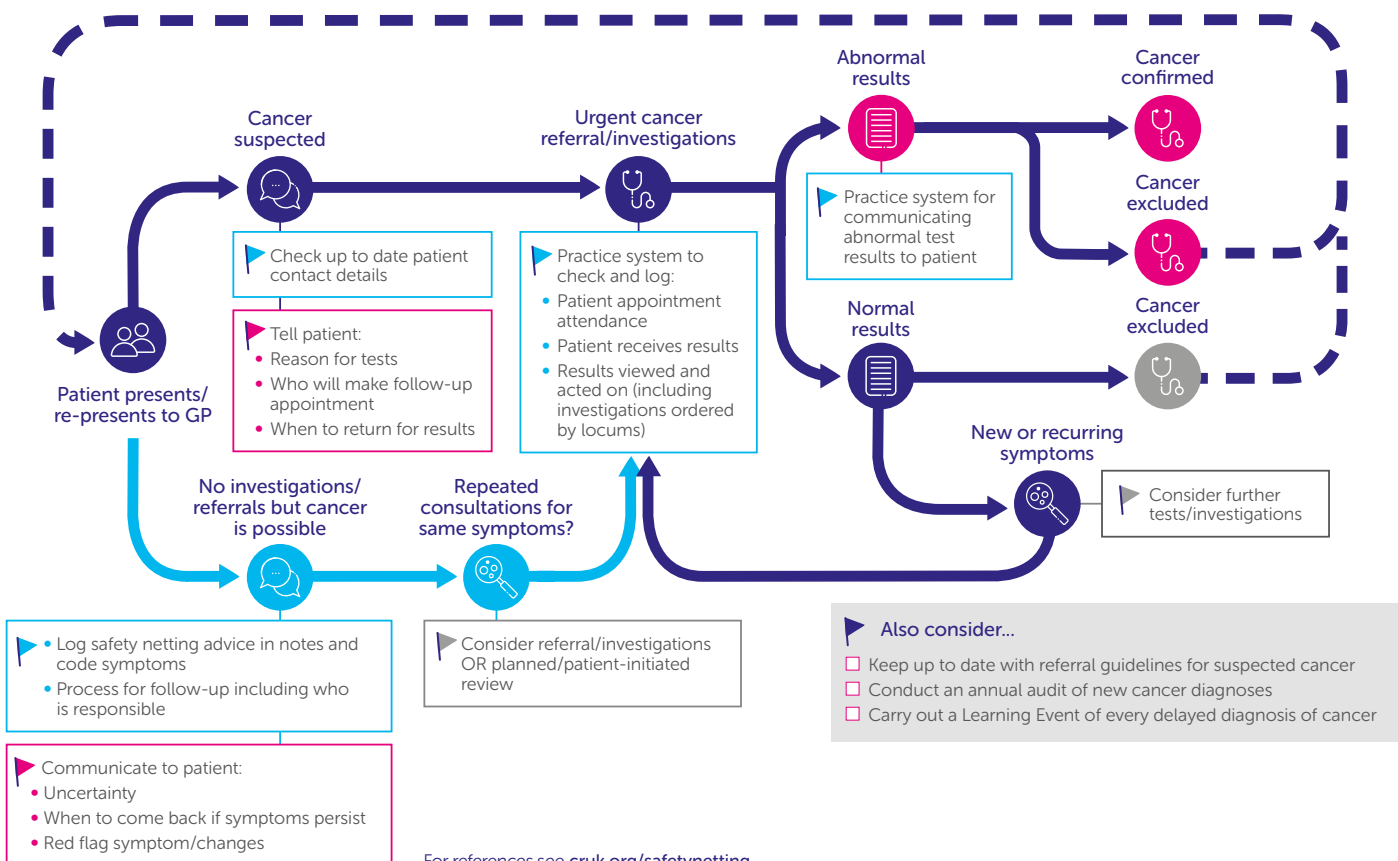 Abnormal
results
Cancer
confirmed
Cancer
suspected
Urgent cancer
referral/investigations
Practice system for
communicating
abnormal test
results to patient
Cancer
excluded
Check up to date patient
contact details
Practice system to
check and log:
• Patient appointment
attendance
• Patient receives results
• Results viewed and
acted on (including
investigations ordered
by locums)
Tell patient:
• Reason for tests
• Who will make follow-up
appointment
• When to return for results
Normal
results
Cancer
excluded
Patient presents/
re-presents to GP
New or recurring
symptoms
Consider further
tests/investigations
No investigations/
referrals but cancer
is possible
Repeated
consultations for
same symptoms?
• Log safety netting advice in notes and
code symptoms
• Process for follow-up including who
is responsible
Consider referral/investigations
OR planned/patient-initiated
review
Also consider...
Keep up to date with referral guidelines for suspected cancer
Conduct an annual audit of new cancer diagnoses
Carry out a Learning Event of every delayed diagnosis of cancer
Communicate to patient:
• Uncertainty
• When to come back if symptoms persist
• Red flag symptom/changes
For references see cruk.org/safetynetting